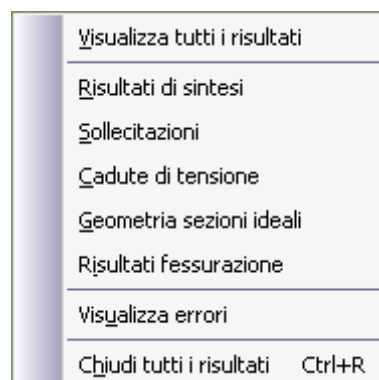 Visualizza tutti i risultati
Risultati di sintesi
Sollecitazioni
Cadute di tensione
Geometria sezioni ideali
Risultati fessurazione
Visualizza errori
Chiudi tutti i risultati Ctrl+R